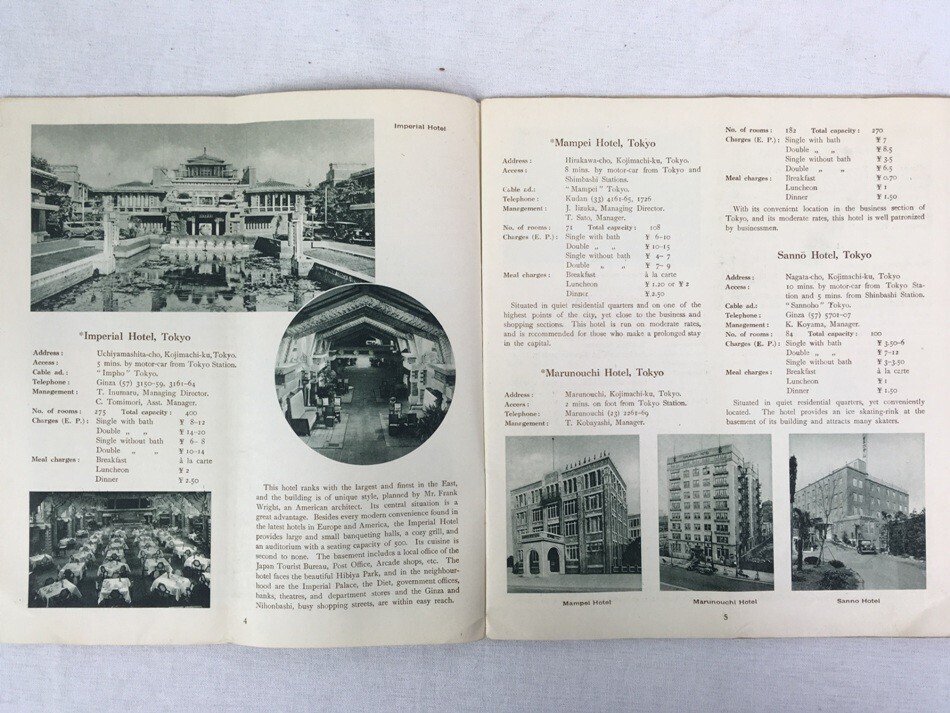 Imperial Hotel
*Imperial Hotel, Tokyo
Address: Uchiyamashita-cho, Kojimachi-ku, Tokyo.
Access: 5 mins. by motor-car from Tokyo Station.
Cable ad.: "Impho" Tokyo.
Telephone: Ginza (57) 3150-59, 3161-64
Management: T. Inumaru, Managing Director.
C. Tomimori, Asst. Manager.
No. of rooms: 275 Total capacity: 400
Charges (E. P.): Single with bath ¥ 8-12
Double „ „ ¥ 14-20
Single without bath ¥ 6- 8
Double „ „ ¥ 10-14
Meal charges: Breakfast à la carte
Luncheon ¥ 2
Dinner ¥ 2.50
This hotel ranks with the largest and finest in the East,
and the building is of unique style, planned by Mr. Frank
Wright, an American architect. Its central situation is a
great advantage. Besides every modern convenience found in
the latest hotels in Europe and America, the Imperial Hotel
provides large and small banqueting halls, a cosy grill, and
an auditorium with a seating capacity of 500. Its cuisine is
second to none. The basement includes a local office of the
Japan Tourist Bureau, Post Office, Arcade shops, etc. The
hotel faces the beautiful Hibiya Park, and in the neighbour-
hood are the Imperial Palace, the Diet, government offices,
banks, theatres, and department stores and the Ginza and
Nihonbashi, busy shopping streets, are within easy reach.
4
*Mampei Hotel, Tokyo
Address: Hirakawa-cho, Kojimachi-ku, Tokyo.
Access: 8 mins. by motor-car from Tokyo and
Shimbashi Stations.
Cable ad.: "Mampei" Tokyo.
Telephone: Kudan (33) 4161-65, 1726
Management: J. Iizuka, Managing Director.
T. Sato, Manager.
No. of rooms: 71 Total capacity: 108
Charges (E. P.): Single with bath ¥ 6-10
Double „ „ ¥ 10-15
Single without bath ¥ 4- 7
Double „ „ ¥ 7- 9
Meal charges: Breakfast à la carte
Luncheon ¥ 1.20 or ¥ 2
Dinner ¥ 2.50
Situated in quiet residential quarters and on one of the
highest points of the city, yet close to the business and
shopping sections. This hotel is run on moderate rates,
and is recommended for those who make a prolonged stay
in the capital.
*Marunouchi Hotel, Tokyo
Address: Marunouchi, Kojimachi-ku, Tokyo.
Access: 2 mins. on foot from Tokyo Station.
Telephone: Marunouchi (23) 2261-69
Management: T. Kobayashi, Manager.
No. of rooms: 182 Total capacity: 270
Charges (E. P.): Single with bath ¥ 7
Double „ „ ¥ 8.5
Single without bath ¥ 3.5
Double „ „ ¥ 6.5
Meal charges: Breakfast ¥ 0.70
Luncheon ¥ 1
Dinner ¥ 1.50
With its convenient location in the business section of
Tokyo, and its moderate rates, this hotel is well patronized
by businessmen.
Sannō Hotel, Tokyo
Address: Nagata-cho, Kojimachi-ku, Tokyo
Access: 10 mins. by motor-car from Tokyo Sta-
tion and 5 mins. from Shinbashi Station.
Cable ad.: "Sannoho" Tokyo.
Telephone: Ginza (57) 5701-07
Management: K. Koyama, Manager.
No. of rooms: 84 Total capacity: 100
Charges (E. P.): Single with bath ¥ 3.50-6
Double „ „ ¥ 7-12
Single without bath ¥ 3-3.50
Meal charges: Breakfast ¥ 1
Luncheon ¥ 1
Dinner ¥ 1.50
Situated in quiet residential quarters, yet conveniently
located. The hotel provides an ice skating-rink at the
basement of its building and attracts many skaters.
Mampei Hotel
Marunouchi Hotel
Sanno Hotel
5